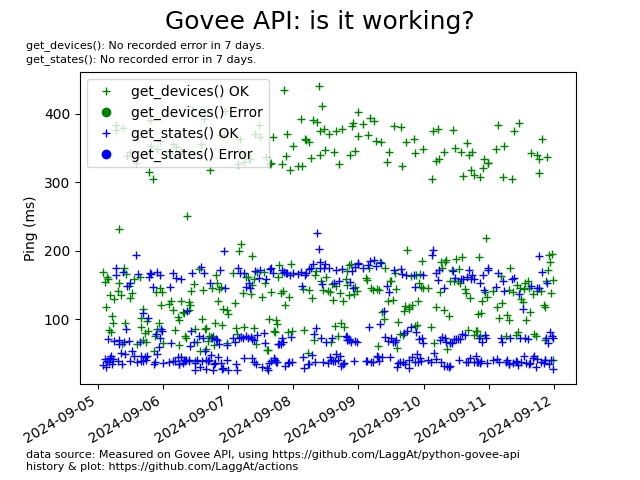 Govee API: is it working?
get_devices(): No recorded error in 7 days.
get_states(): No recorded error in 7 days.
get_devices() OK
get_devices() Error
get_states() OK
get_states() Error
Ping (ms)
400
300
200
100
2024-09-05
2024-09-06
2024-09-07
2024-09-08
2024-09-09
2024-09-10
2024-09-11
2024-09-12
data source: Measured on Govee API, using https://github.com/LaggAt/python-govee-api
history & plot: https://github.com/LaggAt/actions